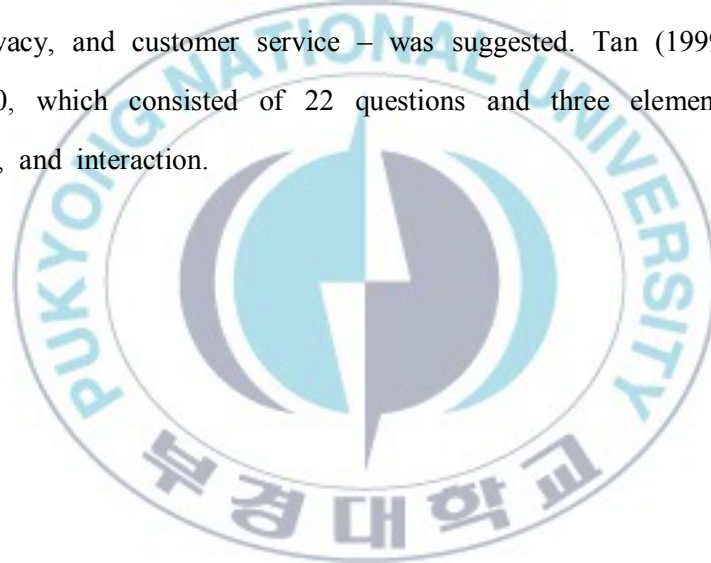 vacy, and customer service – was suggested. Tan (1999
0, which consisted of 22 questions and three elemen
, and interaction.
PUKYONG NATIONAL UNIVERSITY
부경대학교